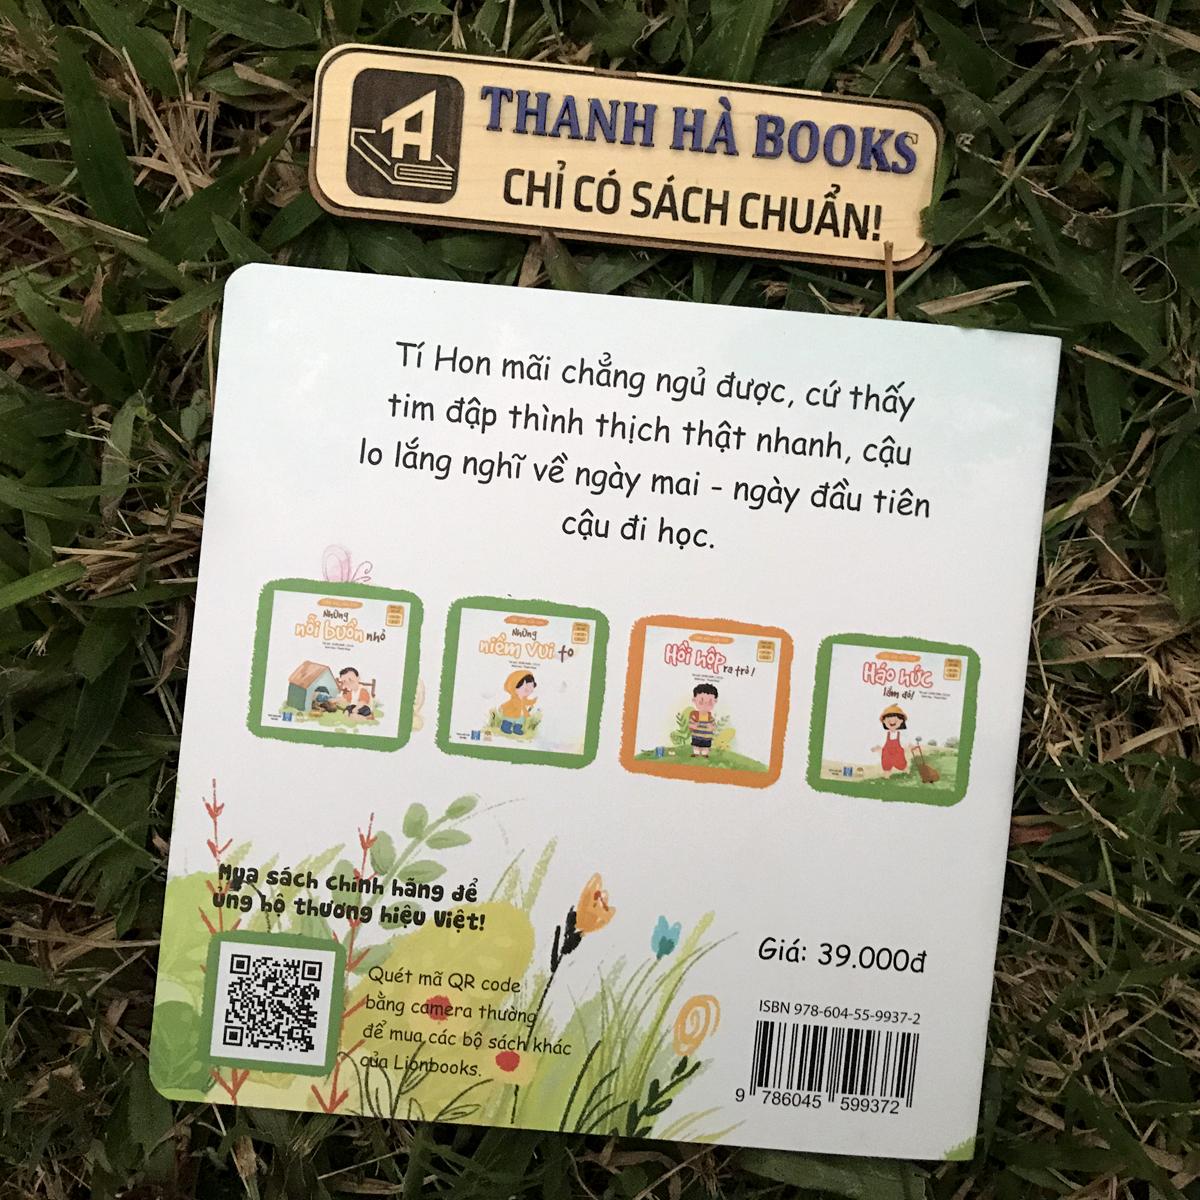 THANH HÀ BOOKS
CHỈ CÓ SÁCH CHUẨN!
Tí Hon mãi chẳng ngủ được, cứ thấy
tim đập thình thịch thật nhanh, cậu
lo lắng nghĩ về ngày mai - ngày đầu tiên
cậu đi học.
Những
nỗi buồn nhỏ
Những
niềm vui to
Hồi hộp
ra trò!
Háo hức
lắm đó!
Mua sách chính hãng để
ủng hộ thương hiệu Việt!
Quét mã QR code
bằng camera thường
để mua các bộ sách khác
của Lionbooks.
Giá: 39.000đ
ISBN 978-604-55-9937-2
9 786045 599372